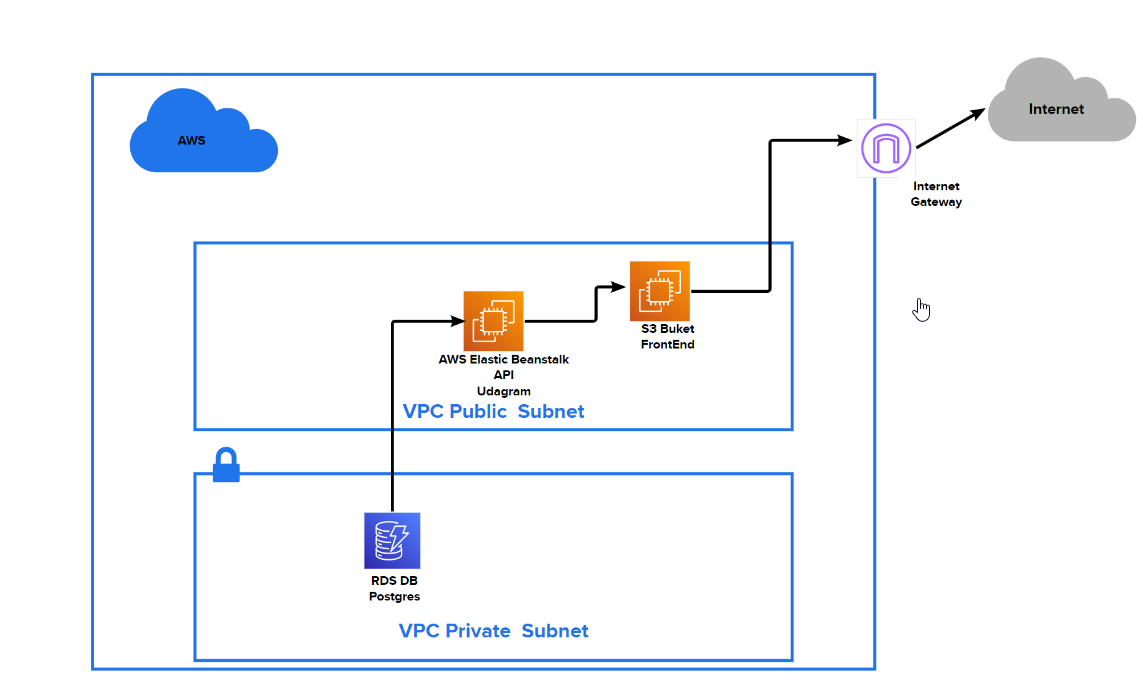 AWS
Internet
Internet
Gateway
S3 Buket
FrontEnd
AWS Elastic Beanstalk
API
Udagram
VPC Public  Subnet
RDS DB
Postgres
VPC Private  Subnet